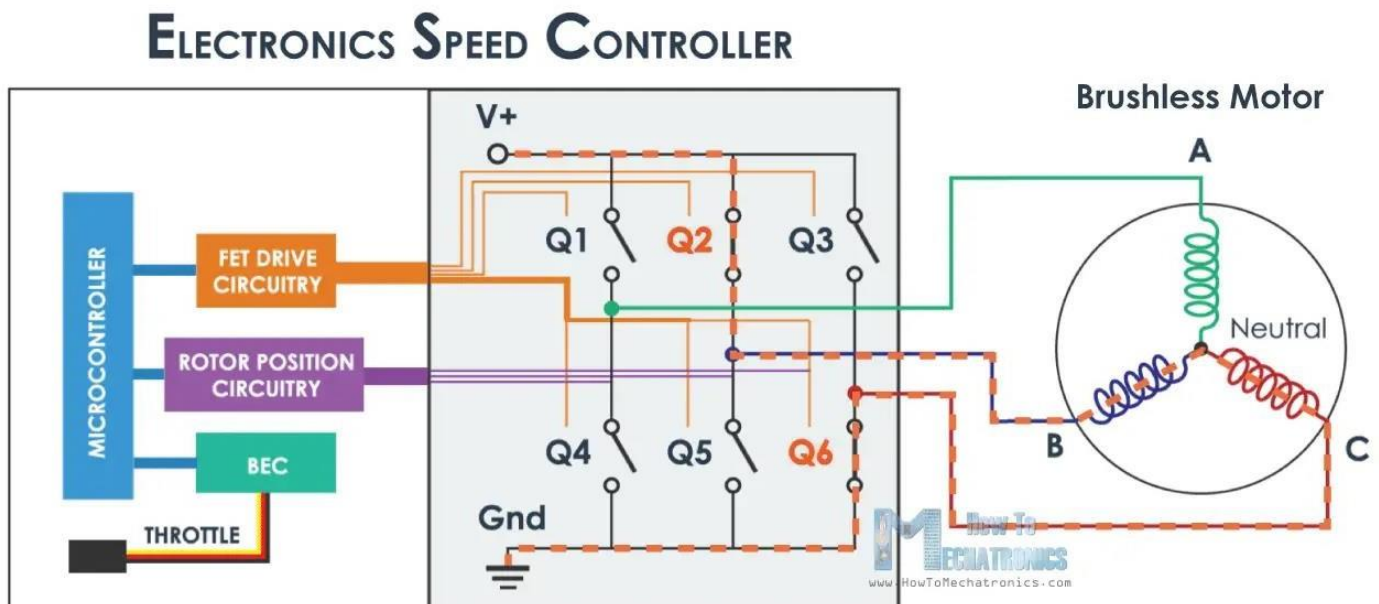 ELECTRONICS SPEED CONTROLLER
Brushless Motor
V+
A
Q1
Q2
Q3
FET DRIVE
CIRCUITRY
MICROCONTROLLER
Neutral
ROTOR POSITION
CIRCUITRY
B
C
Q4
Q5
Q6
BEC
THROTTLE
Gnd
How To
MECHATRONICS
www.HowToMechatronics.com